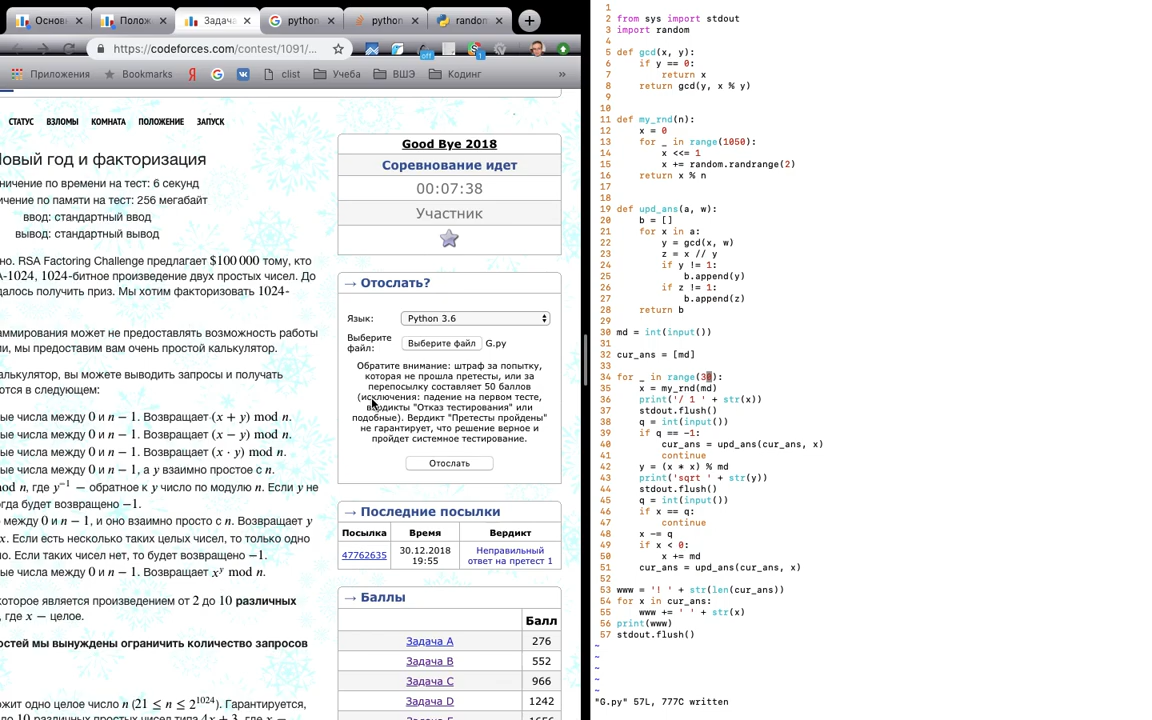 Основ
Полож
Задача
python
python
random
https://codeforces.com/contest/1091/...
off
1
Приложения
Bookmarks
Я
clist
Учеба
ВШЭ
Кодинг
»
СТАТУС ВЗЛОМЫ КОМНАТА ПОЛОЖЕНИЕ ЗАПУСК
Новый год и факторизация
ничение по времени на тест: 6 секунд
ичение по памяти на тест: 256 мегабайт
ввод: стандартный ввод
вывод: стандартный вывод
но. RSA Factoring Challenge предлагает $100 000 тому, кто
A-1024, 1024-битное произведение двух простых чисел. До
далось получить приз. Мы хотим факторизовать 1024-
аммирования может не предоставлять возможность работы
ми, мы предоставим вам очень простой калькулятор.
алькулятор, вы можете выводить запросы и получать
ются в следующем:
ые числа между 0 и n − 1. Возвращает (x + y) mod n.
ые числа между 0 и n − 1. Возвращает (x − y) mod n.
ые числа между 0 и n − 1. Возвращает (x · y) mod n.
ые числа между 0 и n − 1, а y взаимно простое с n.
mod n, где y⁻¹ — обратное к y число по модулю n. Если y не
огда будет возвращено −1.
о между 0 и n − 1, и оно взаимно просто с n. Возвращает y
x. Если есть несколько таких целых чисел, то только одно
о. Если таких чисел нет, то будет возвращено −1.
ые числа между 0 и n − 1. Возвращает xʸ mod n.
которое является произведением от 2 до 10 различных
, где x — целое.
остей мы вынуждены ограничить количество запросов
жит одно целое число n (21 ≤ n ≤ 2¹⁰²⁴). Гарантируется,
до 10 различных простых чисел типа 4x + 3, где x —
Good Bye 2018
Соревнование идет
00:07:38
Участник
→ Отослать?
Язык: Python 3.6
Выберите файл: Выберите файл G.py
Обратите внимание: штраф за попытку,
которая не прошла претесты, или за
перепосылку составляет 50 баллов
(исключения: падение на первом тесте,
вердикты "Отказ тестирования" или
подобные). Вердикт "Претесты пройдены"
не гарантирует, что решение верное и
пройдет системное тестирование.
Отослать
→ Последние посылки
Посылка Время Вердикт
47762635 30.12.2018 19:55 Неправильный ответ на претест 1
→ Баллы
Балл
Задача A 276
Задача B 552
Задача C 966
Задача D 1242
1
2 from sys import stdout
3 import random
4
5 def gcd(x, y):
6 if y == 0:
7 return x
8 return gcd(y, x % y)
9
10
11 def my_rnd(n):
12 x = 0
13 for _ in range(1050):
14 x <<= 1
15 x += random.randrange(2)
16 return x % n
17
18
19 def upd_ans(a, w):
20 b = []
21 for x in a:
22 y = gcd(x, w)
23 z = x // y
24 if y != 1:
25 b.append(y)
26 if z != 1:
27 b.append(z)
28 return b
29
30 md = int(input())
31
32 cur_ans = [md]
33
34 for _ in range(30):
35 x = my_rnd(md)
36 print('/ 1 ' + str(x))
37 stdout.flush()
38 q = int(input())
39 if q == -1:
40 cur_ans = upd_ans(cur_ans, x)
41 continue
42 y = (x * x) % md
43 print('sqrt ' + str(y))
44 stdout.flush()
45 q = int(input())
46 if x == q:
47 continue
48 x -= q
49 if x < 0:
50 x += md
51 cur_ans = upd_ans(cur_ans, x)
52
53 www = '! ' + str(len(cur_ans))
54 for x in cur_ans:
55 www += ' ' + str(x)
56 print(www)
57 stdout.flush()
~
~
~
~
~
"G.py" 57L, 777C written